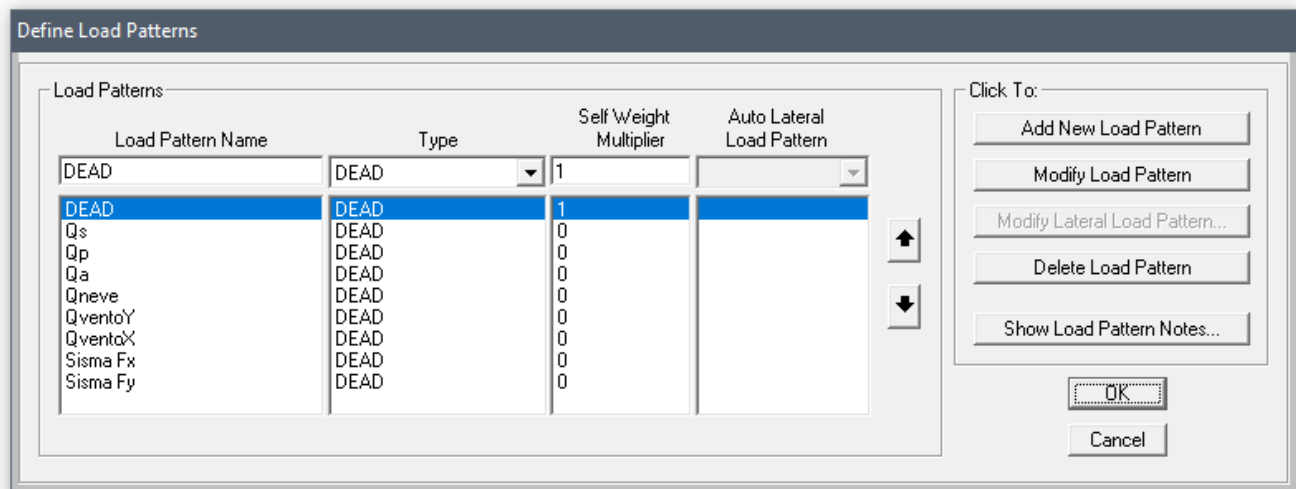 Define Load Patterns
Load Patterns
Click To:
Load Pattern Name Type Self Weight Multiplier Auto Lateral Load Pattern
DEAD DEAD 1
DEAD DEAD 1
Qs DEAD 0
Qp DEAD 0
Qa DEAD 0
Qneve DEAD 0
QventoY DEAD 0
QventoX DEAD 0
Sisma Fx DEAD 0
Sisma Fy DEAD 0
Add New Load Pattern
Modify Load Pattern
Modify Lateral Load Pattern...
Delete Load Pattern
Show Load Pattern Notes...
OK
Cancel